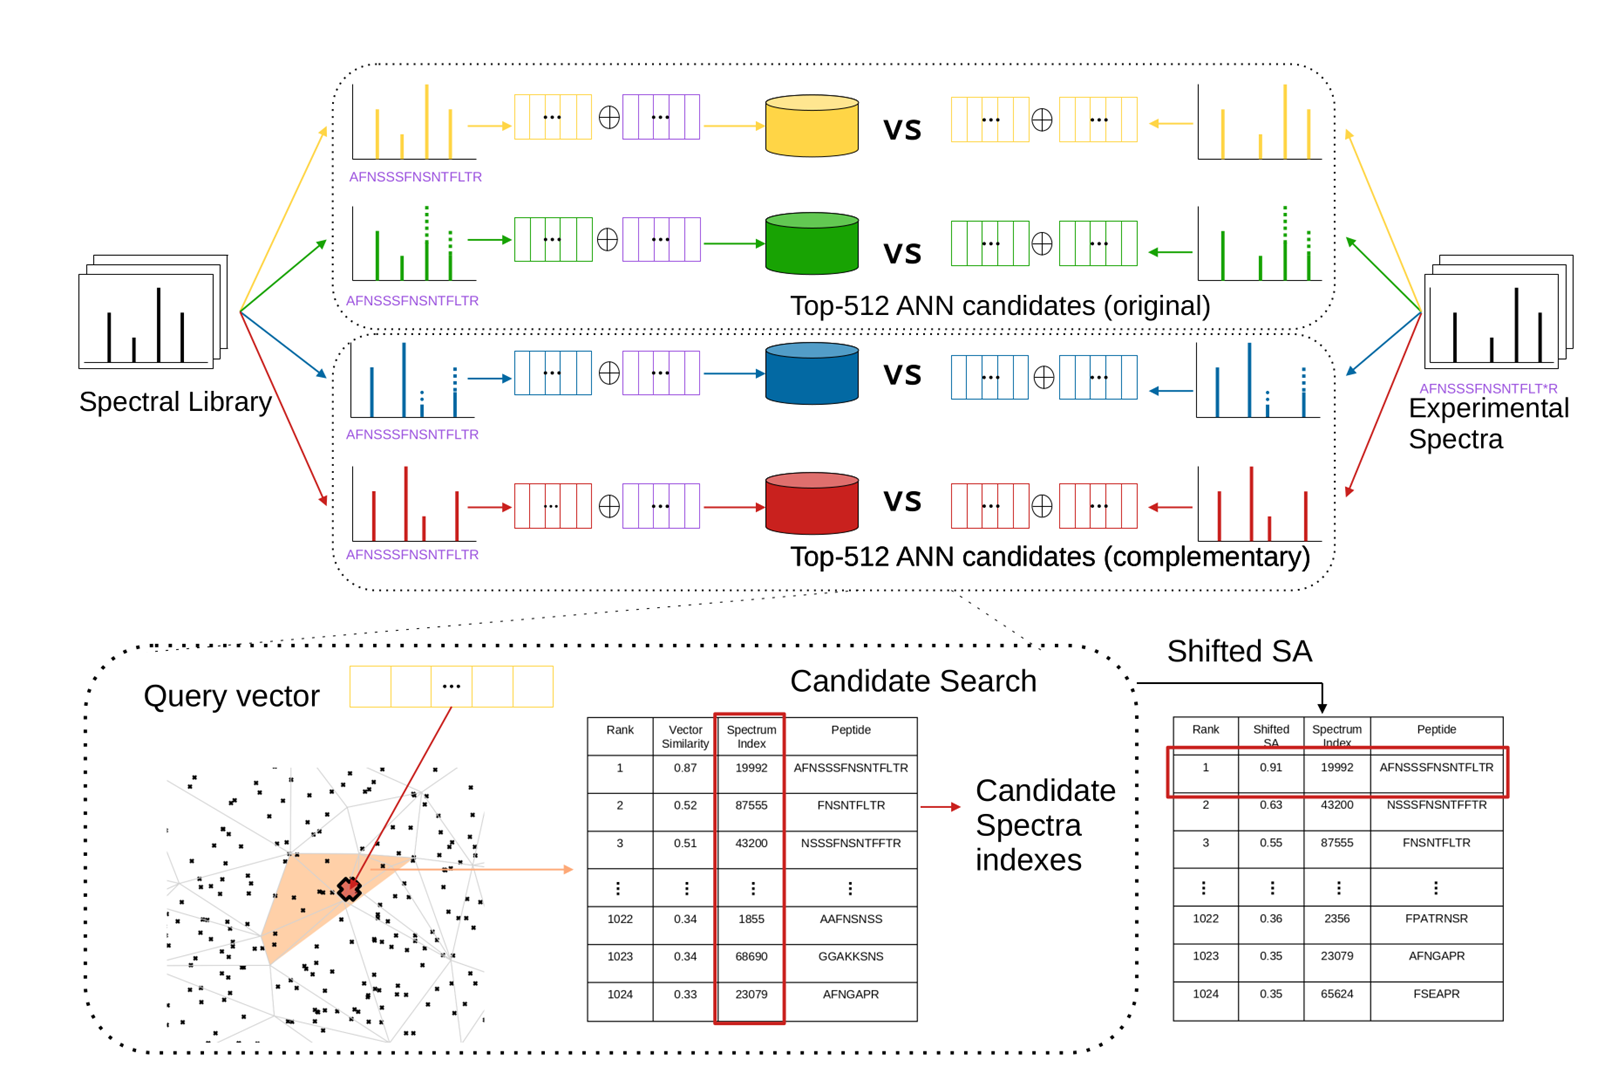 ... ...
VS
... ...
AFNSSSFNSNTFLTR
... ...
VS
... ...
AFNSSSFNSNTFLTR
Top-512 ANN candidates (original)
... ...
VS
... ...
AFNSSSFNSNTFLTR
... ...
VS
... ...
AFNSSSFNSNTFLTR
Top-512 ANN candidates (complementary)
Spectral Library
AFNSSSFNSNTFLT*R
Experimental
Spectra
Query vector
...
Candidate Search
Rank Vector Similarity Spectrum Index Peptide
1 0.87 19992 AFNSSSFNSNTFLTR
2 0.52 87555 FNSNTFLTR
3 0.51 43200 NSSSFNSNTFFTR
⋮ ⋮ ⋮ ⋮
1022 0.34 1855 AAFNSNSS
1023 0.34 68690 GGAKKSNS
1024 0.33 23079 AFNGAPR
Candidate
Spectra
indexes
Shifted SA
Rank Shifted SA Spectrum Index Peptide
1 0.91 19992 AFNSSSFNSNTFLTR
2 0.63 43200 NSSSFNSNTFFTR
3 0.55 87555 FNSNTFLTR
⋮ ⋮ ⋮ ⋮
1022 0.36 2356 FPATRNSR
1023 0.35 23079 AFNGAPR
1024 0.35 65624 FSEAPR